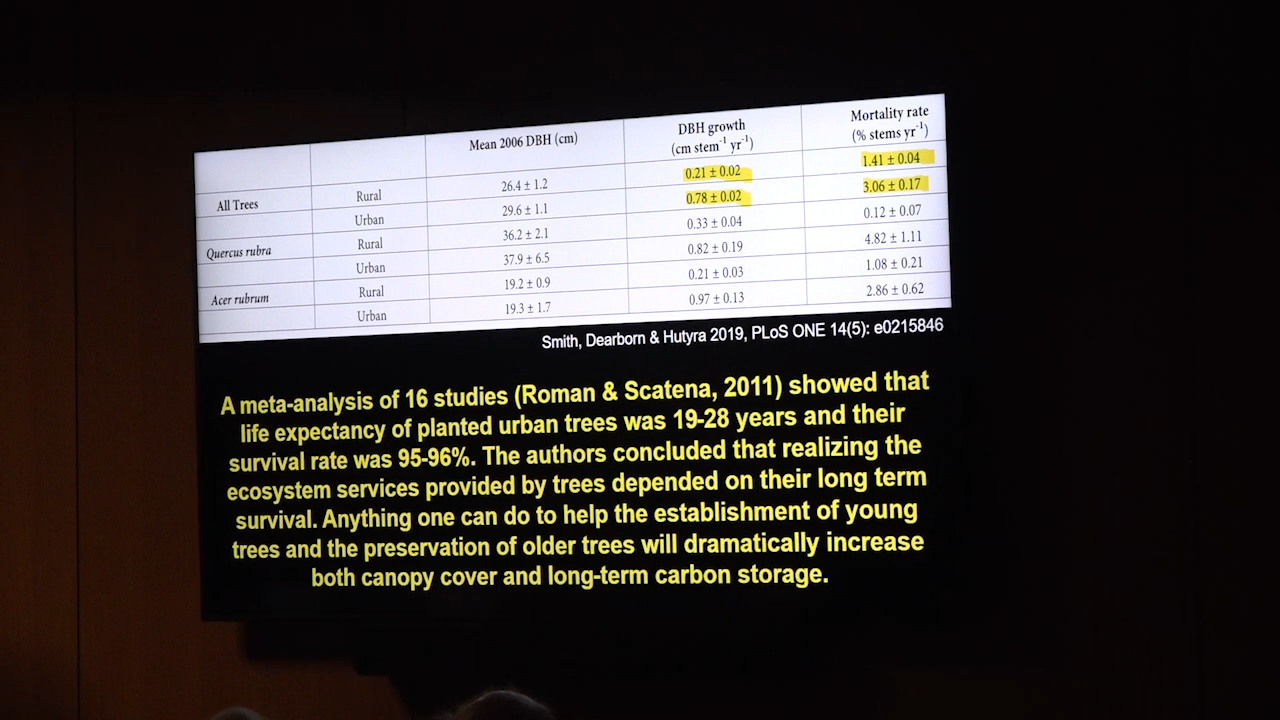 Mean 2006 DBH (cm) DBH growth (cm stem⁻¹ yr⁻¹) Mortality rate (% stems yr⁻¹)
All Trees Rural 26.4 ± 1.2 0.21 ± 0.02 1.41 ± 0.04
Urban 29.6 ± 1.1 0.78 ± 0.02 3.06 ± 0.17
Quercus rubra Rural 36.2 ± 2.1 0.33 ± 0.04 0.12 ± 0.07
Urban 37.9 ± 6.5 0.82 ± 0.19 4.82 ± 1.11
Acer rubrum Rural 19.2 ± 0.9 0.21 ± 0.03 1.08 ± 0.21
Urban 19.3 ± 1.7 0.97 ± 0.13 2.86 ± 0.62
Smith, Dearborn & Hutyra 2019, PLoS ONE 14(5): e0215846
A meta-analysis of 16 studies (Roman & Scatena, 2011) showed that
life expectancy of planted urban trees was 19-28 years and their
survival rate was 95-96%. The authors concluded that realizing the
ecosystem services provided by trees depended on their long term
survival. Anything one can do to help the establishment of young
trees and the preservation of older trees will dramatically increase
both canopy cover and long-term carbon storage.